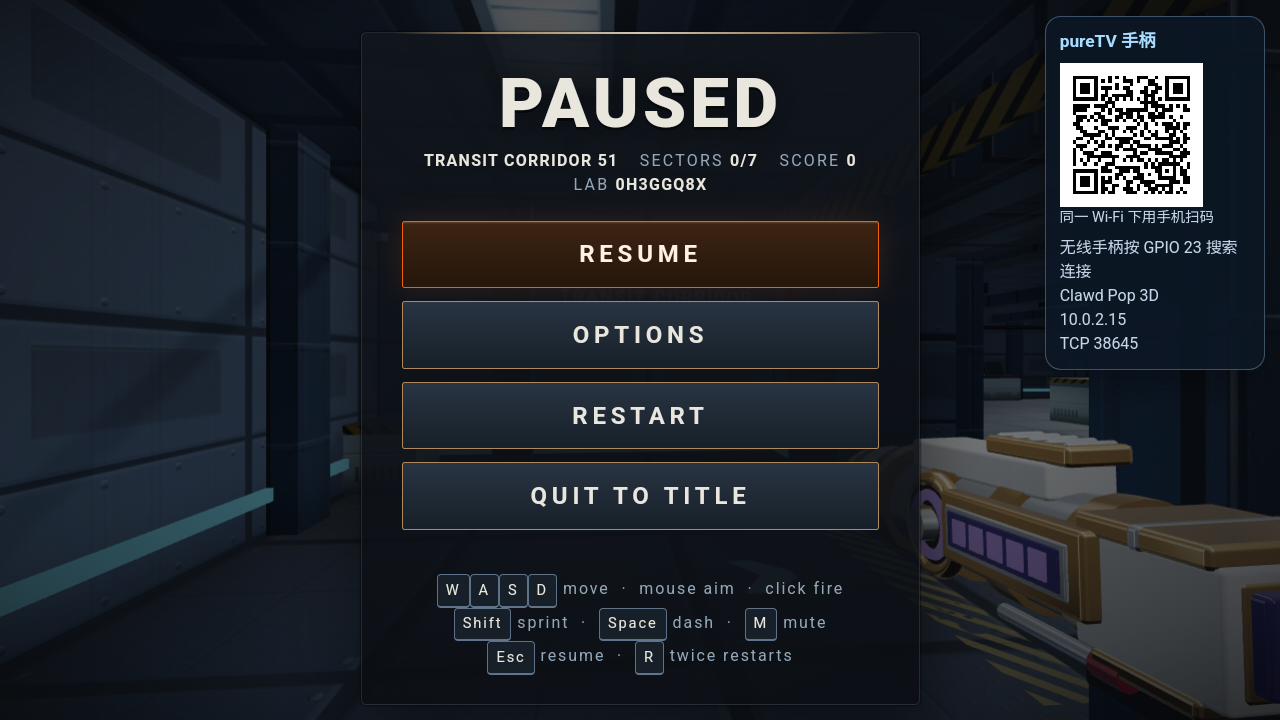 PAUSED
TRANSIT CORRIDOR 51 SECTORS 0/7 SCORE 0
LAB 0H3GGQ8X
RESUME
OPTIONS
RESTART
QUIT TO TITLE
W A S D move · mouse aim · click fire
Shift sprint · Space dash · M mute
Esc resume · R twice restarts
pureTV 手柄
同一 Wi-Fi 下用手机扫码
无线手柄按 GPIO 23 搜索
连接
Clawd Pop 3D
10.0.2.15
TCP 38645